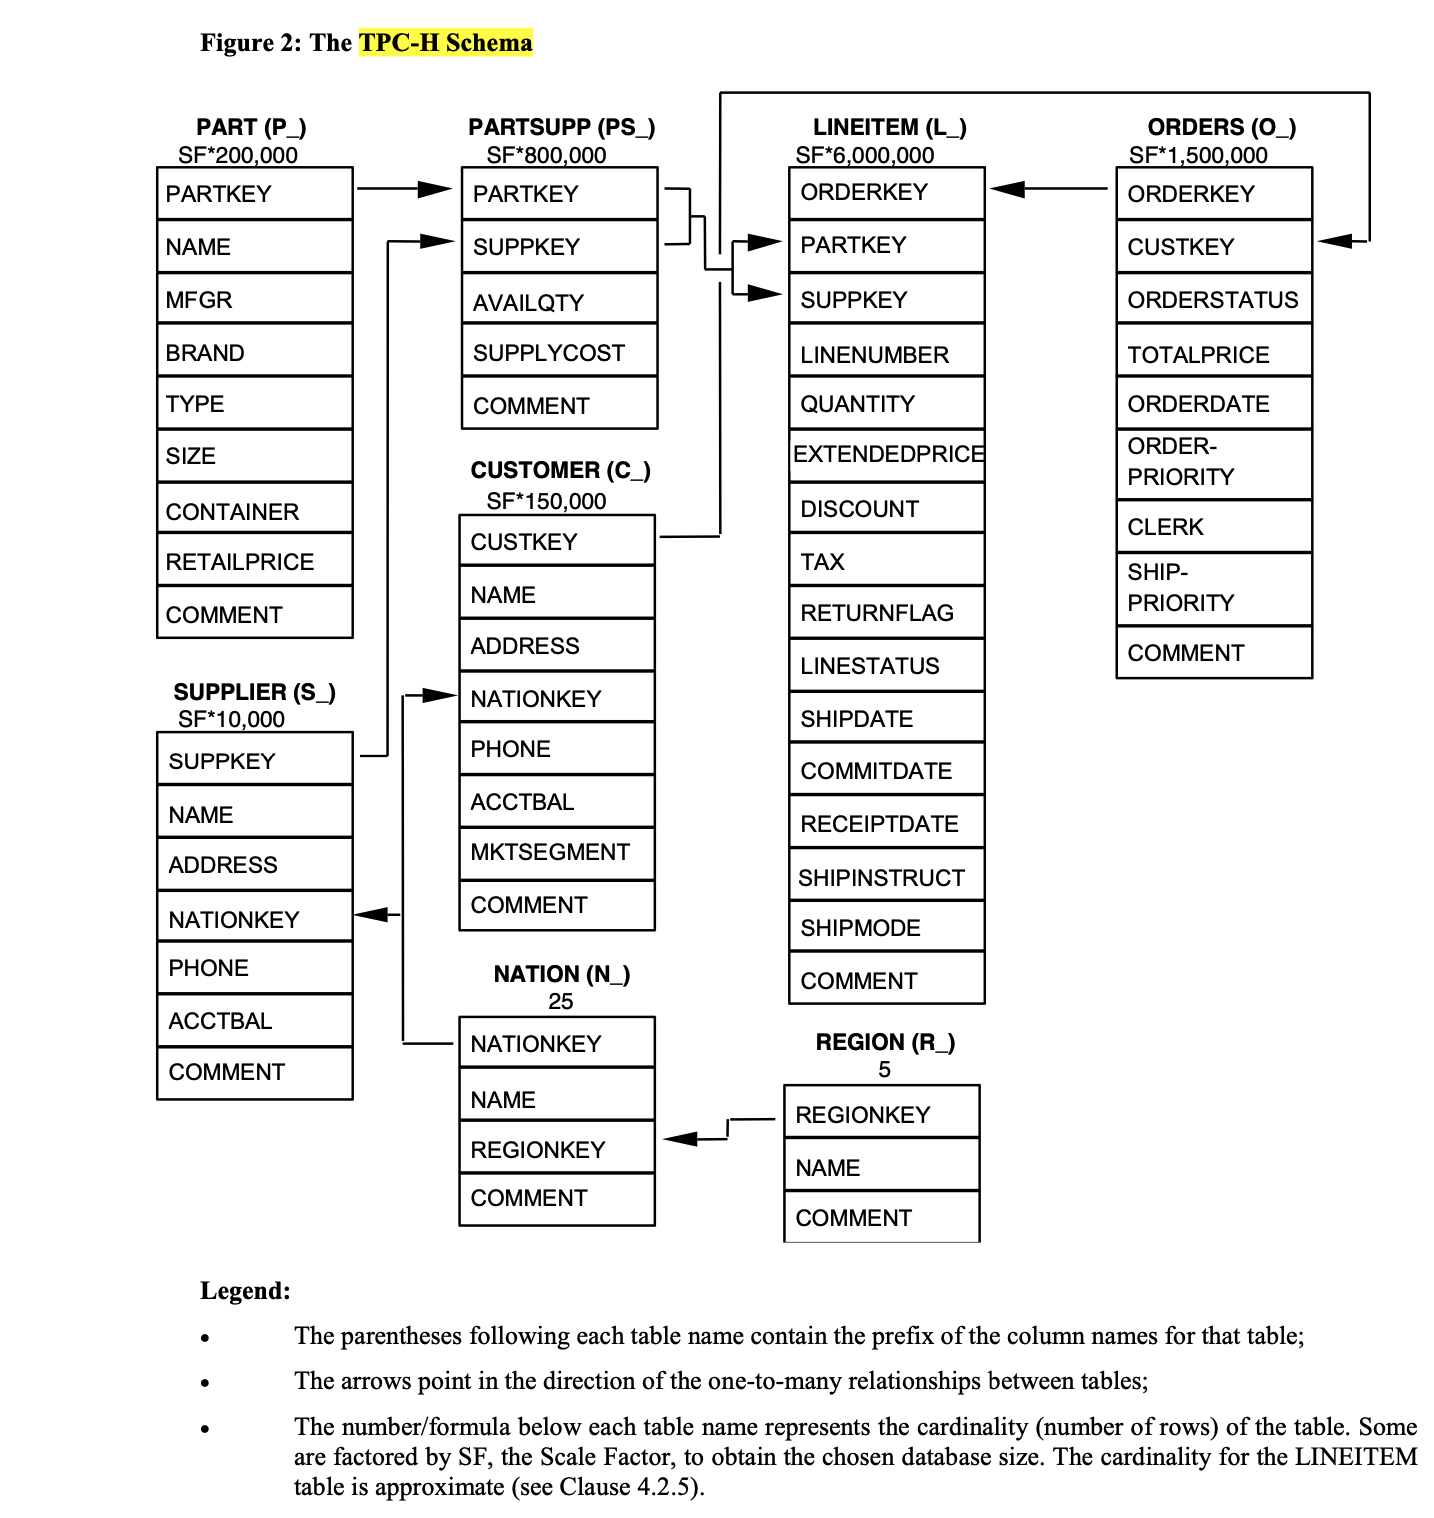 Figure 2: The TPC-H Schema
PART (P_)
SF*200,000
PARTKEY
NAME
MFGR
BRAND
TYPE
SIZE
CONTAINER
RETAILPRICE
COMMENT
SUPPLIER (S_)
SF*10,000
SUPPKEY
NAME
ADDRESS
NATIONKEY
PHONE
ACCTBAL
COMMENT
PARTSUPP (PS_)
SF*800,000
PARTKEY
SUPPKEY
AVAILQTY
SUPPLYCOST
COMMENT
CUSTOMER (C_)
SF*150,000
CUSTKEY
NAME
ADDRESS
NATIONKEY
PHONE
ACCTBAL
MKTSEGMENT
COMMENT
NATION (N_)
25
NATIONKEY
NAME
REGIONKEY
COMMENT
LINEITEM (L_)
SF*6,000,000
ORDERKEY
PARTKEY
SUPPKEY
LINENUMBER
QUANTITY
EXTENDEDPRICE
DISCOUNT
TAX
RETURNFLAG
LINESTATUS
SHIPDATE
COMMITDATE
RECEIPTDATE
SHIPINSTRUCT
SHIPMODE
COMMENT
REGION (R_)
5
REGIONKEY
NAME
COMMENT
ORDERS (O_)
SF*1,500,000
ORDERKEY
CUSTKEY
ORDERSTATUS
TOTALPRICE
ORDERDATE
ORDER-
PRIORITY
CLERK
SHIP-
PRIORITY
COMMENT
Legend:
• The parentheses following each table name contain the prefix of the column names for that table;
• The arrows point in the direction of the one-to-many relationships between tables;
• The number/formula below each table name represents the cardinality (number of rows) of the table. Some
are factored by SF, the Scale Factor, to obtain the chosen database size. The cardinality for the LINEITEM
table is approximate (see Clause 4.2.5).